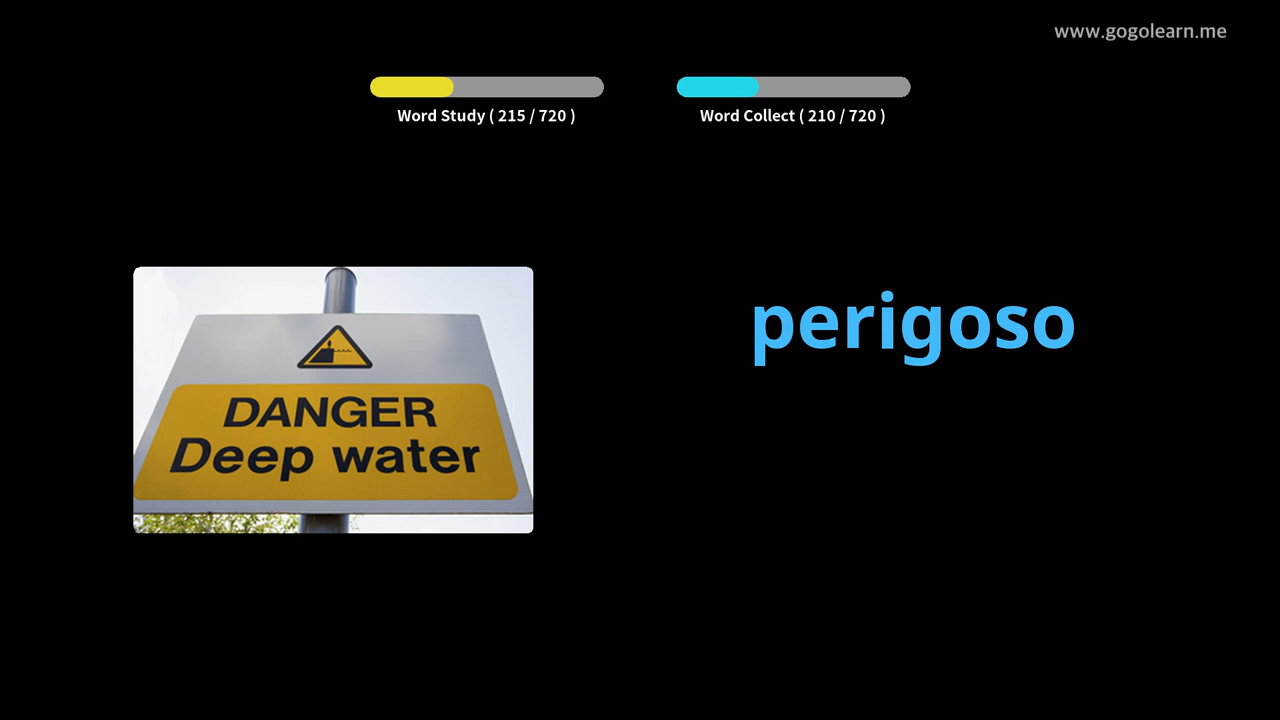 www.gogolearn.me
Word Study ( 215 / 720 )
Word Collect ( 210 / 720 )
DANGER
Deep water
perigoso